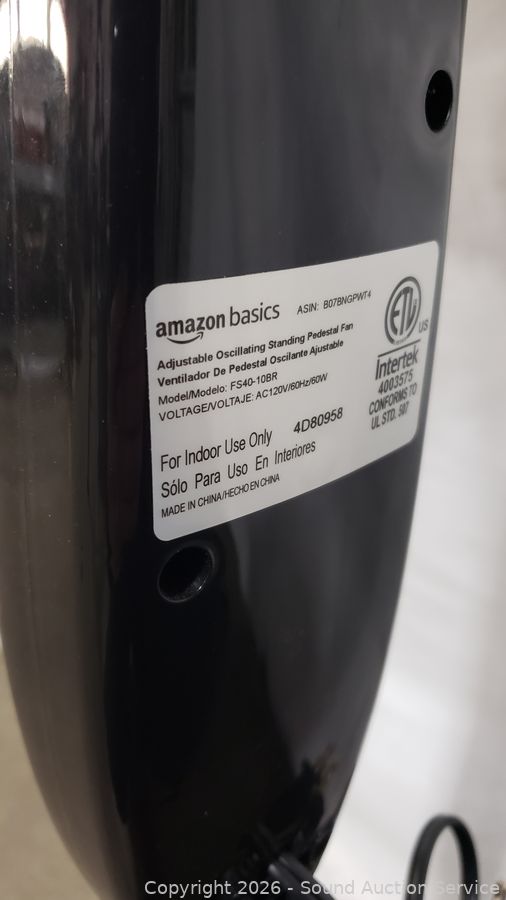 amazon basics ASIN: B07BNGPWT4
Adjustable Oscillating Standing Pedestal Fan
Ventilador De Pedestal Oscilante Ajustable
Model/Modelo: FS40-10BR
VOLTAGE/VOLTAJE: AC120V/60Hz/60W
For Indoor Use Only 4D80958
Sólo Para Uso En Interiores
MADE IN CHINA/HECHO EN CHINA
ETL
US
Intertek
4003575
CONFORMS TO
UL STD. 507
Copyright 2026 - Sound Auction Service